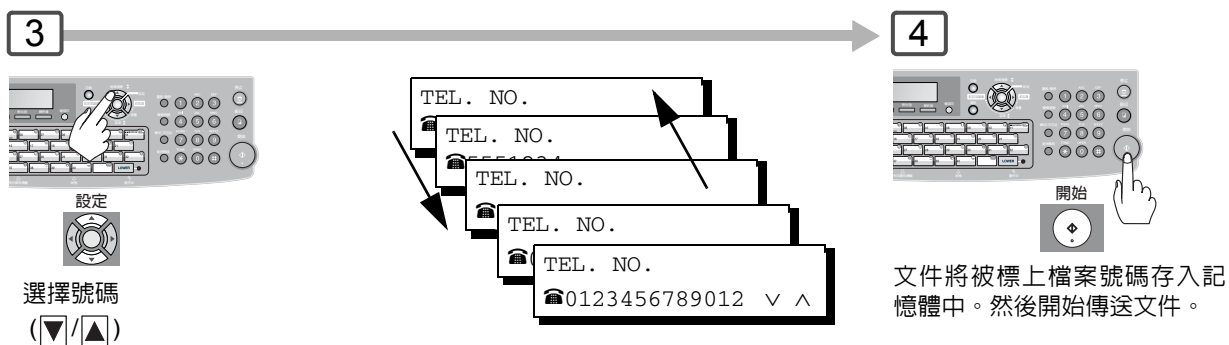 3
設定
選擇號碼
(▼/▲)
TEL. NO.
☎
TEL. NO.
☎5551234
TEL. NO.
☎
TEL. NO.
☎(
TEL. NO.
☎0123456789012 ∨ ∧
4
LOWER
開始
文件將被標上檔案號碼存入記
憶體中。然後開始傳送文件。